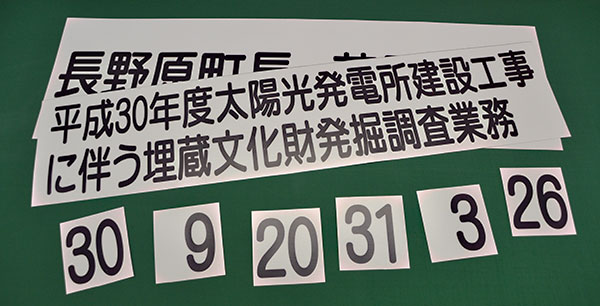 長野原町長
平成30年度太陽光発電所建設工事
に伴う埋蔵文化財発掘調査業務
30 9 20 31 3 26